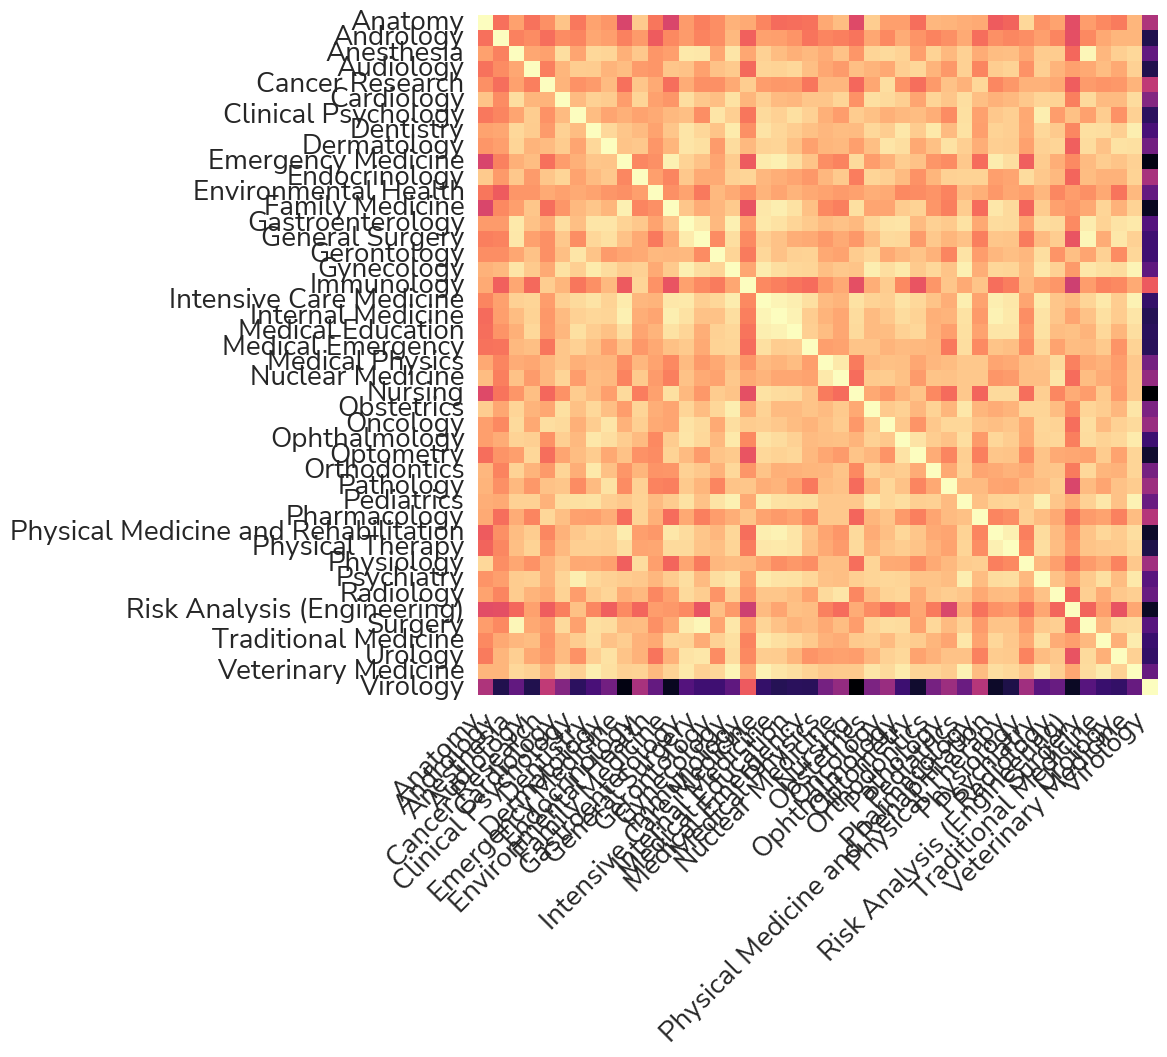 Anatomy
Andrology
Anesthesia
Audiology
Cancer Research
Cardiology
Clinical Psychology
Dentistry
Dermatology
Emergency Medicine
Endocrinology
Environmental Health
Family Medicine
Gastroenterology
General Surgery
Gerontology
Gynecology
Immunology
Intensive Care Medicine
Internal Medicine
Medical Education
Medical Emergency
Medical Physics
Nuclear Medicine
Nursing
Obstetrics
Oncology
Ophthalmology
Optometry
Orthodontics
Pathology
Pediatrics
Pharmacology
Physical Medicine and Rehabilitation
Physical Therapy
Physiology
Psychiatry
Radiology
Risk Analysis (Engineering)
Surgery
Traditional Medicine
Urology
Veterinary Medicine
Virology
Anatomy
Andrology
Anesthesia
Audiology
Cancer Research
Cardiology
Clinical Psychology
Dentistry
Dermatology
Emergency Medicine
Endocrinology
Environmental Health
Family Medicine
Gastroenterology
General Surgery
Gerontology
Gynecology
Immunology
Intensive Care Medicine
Internal Medicine
Medical Education
Medical Emergency
Medical Physics
Nuclear Medicine
Nursing
Obstetrics
Oncology
Ophthalmology
Optometry
Orthodontics
Pathology
Pediatrics
Pharmacology
Physical Medicine and Rehabilitation
Physical Therapy
Physiology
Psychiatry
Radiology
Risk Analysis (Engineering)
Surgery
Traditional Medicine
Urology
Veterinary Medicine
Virology